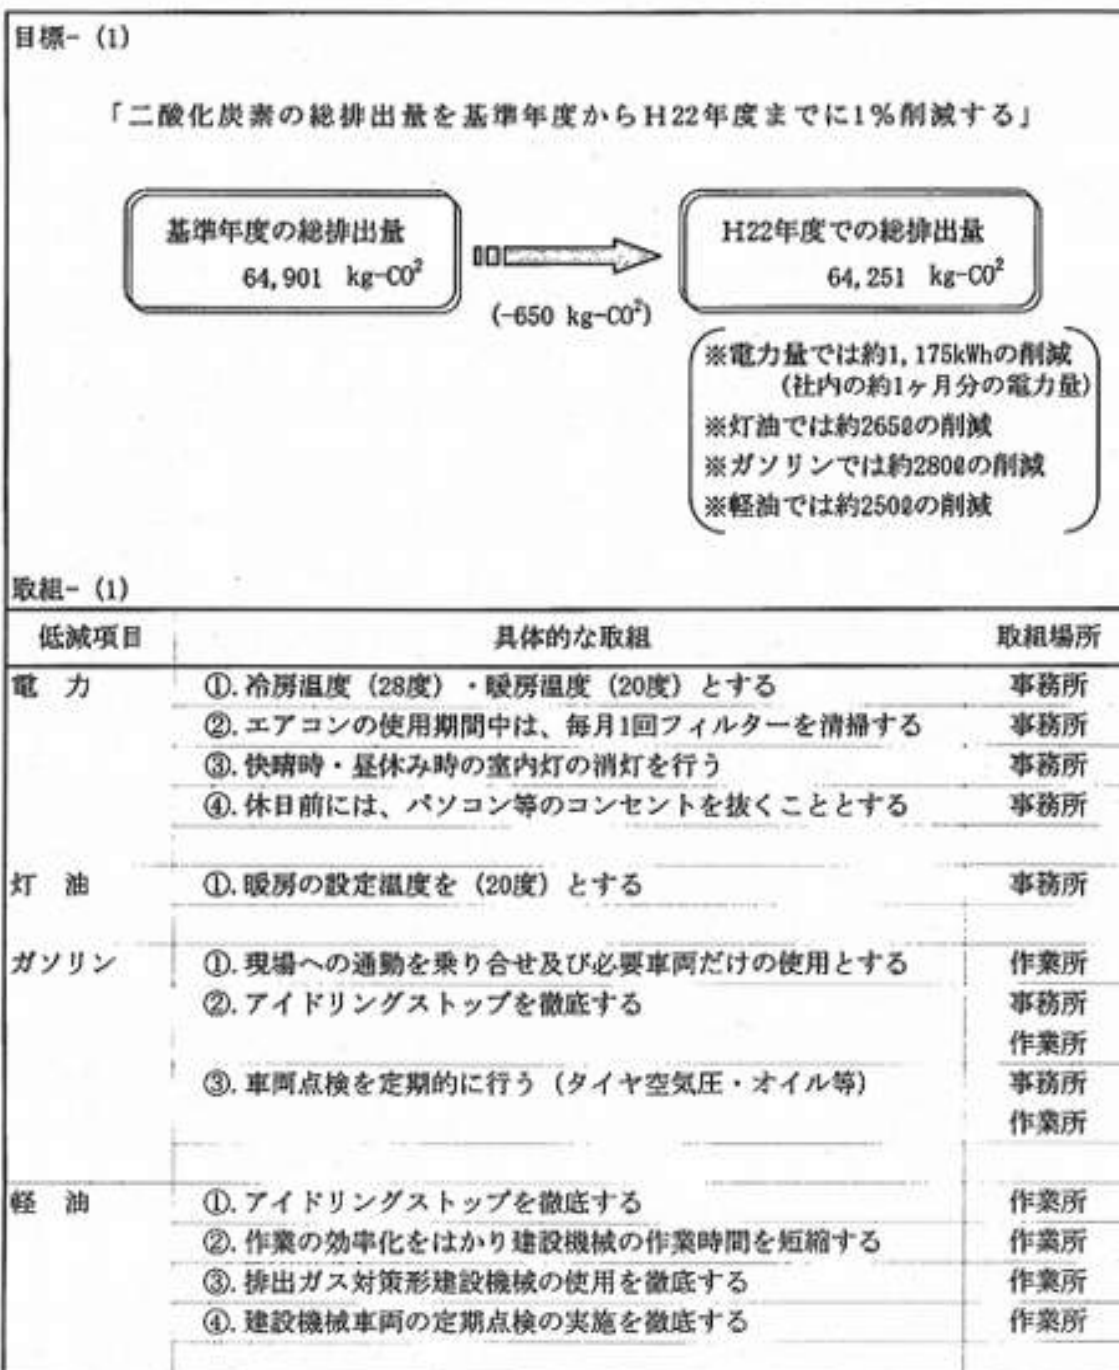 目標- (1)
「二酸化炭素の総排出量を基準年度からH22年度までに1%削減する」
基準年度の総排出量
64,901 kg-CO²
(-650 kg-CO²)
H22年度での総排出量
64,251 kg-CO²
※電力量では約1,175kWhの削減
(社内の約1ヶ月分の電力量)
※灯油では約265ℓの削減
※ガソリンでは約280ℓの削減
※軽油では約250ℓの削減
取組- (1)
低減項目 具体的な取組 取組場所
電 力 ①.冷房温度（28度）・暖房温度（20度）とする 事務所
②.エアコンの使用期間中は、毎月1回フィルターを清掃する 事務所
③.快晴時・昼休み時の室内灯の消灯を行う 事務所
④.休日前には、パソコン等のコンセントを抜くこととする 事務所
灯 油 ①.暖房の設定温度を（20度）とする 事務所
ガソリン ①.現場への通勤を乗り合せ及び必要車両だけの使用とする 作業所
②.アイドリングストップを徹底する 事務所
作業所
③.車両点検を定期的に行う（タイヤ空気圧・オイル等） 事務所
作業所
軽 油 ①.アイドリングストップを徹底する 作業所
②.作業の効率化をはかり建設機械の作業時間を短縮する 作業所
③.排出ガス対策形建設機械の使用を徹底する 作業所
④.建設機械車両の定期点検の実施を徹底する 作業所